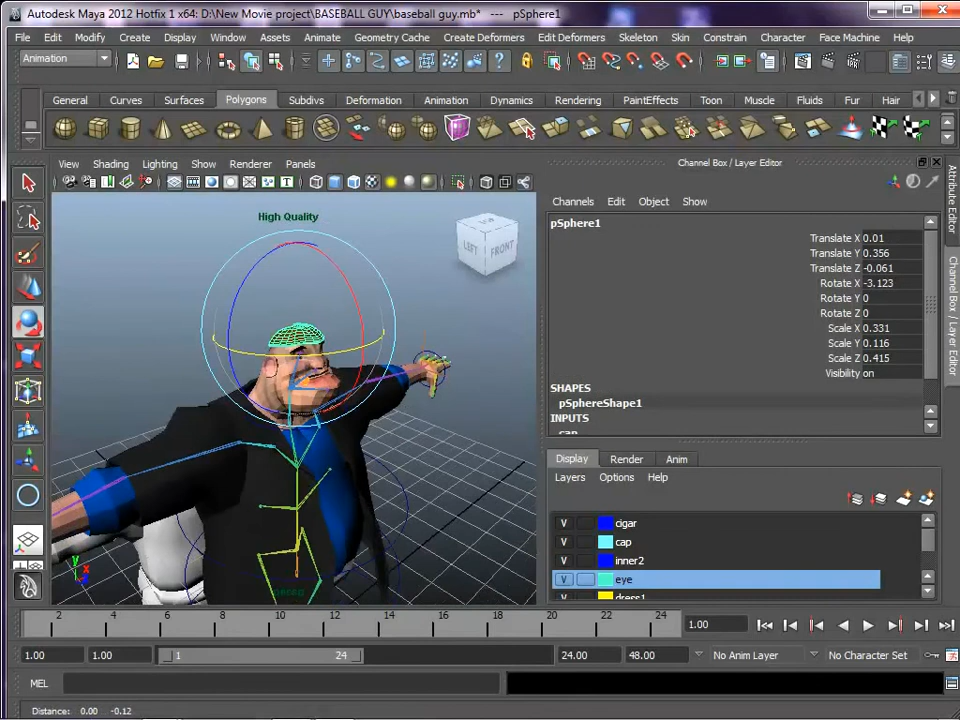 Autodesk Maya 2012 Hotfix 1 x64: D:\New Movie project\BASEBALL GUY\baseball guy.mb*  ---  pSphere1
File Edit Modify Create Display Window Assets Animate Geometry Cache Create Deformers Edit Deformers Skeleton Skin Constrain Character Face Machine Help
Animation
General Curves Surfaces Polygons Subdivs Deformation Animation Dynamics Rendering PaintEffects Toon Muscle Fluids Fur Hair
View Shading Lighting Show Renderer Panels
Channel Box / Layer Editor
High Quality
TOP
LEFT FRONT
Channels Edit Object Show
pSphere1
Translate X 0.01
Translate Y 0.356
Translate Z -0.061
Rotate X -3.123
Rotate Y 0
Rotate Z 0
Scale X 0.331
Scale Y 0.116
Scale Z 0.415
Visibility on
SHAPES
pSphereShape1
INPUTS
cap
Attribute Editor
Channel Box / Layer Editor
Display Render Anim
Layers Options Help
V cigar
V cap
V inner2
V eye
V dress1
y
x
z
persp
2 4 6 8 10 12 14 16 18 20 22 24
1.00
1.00 1.00 1 24 24.00 48.00 No Anim Layer No Character Set
MEL
Distance: 0.00 -0.12